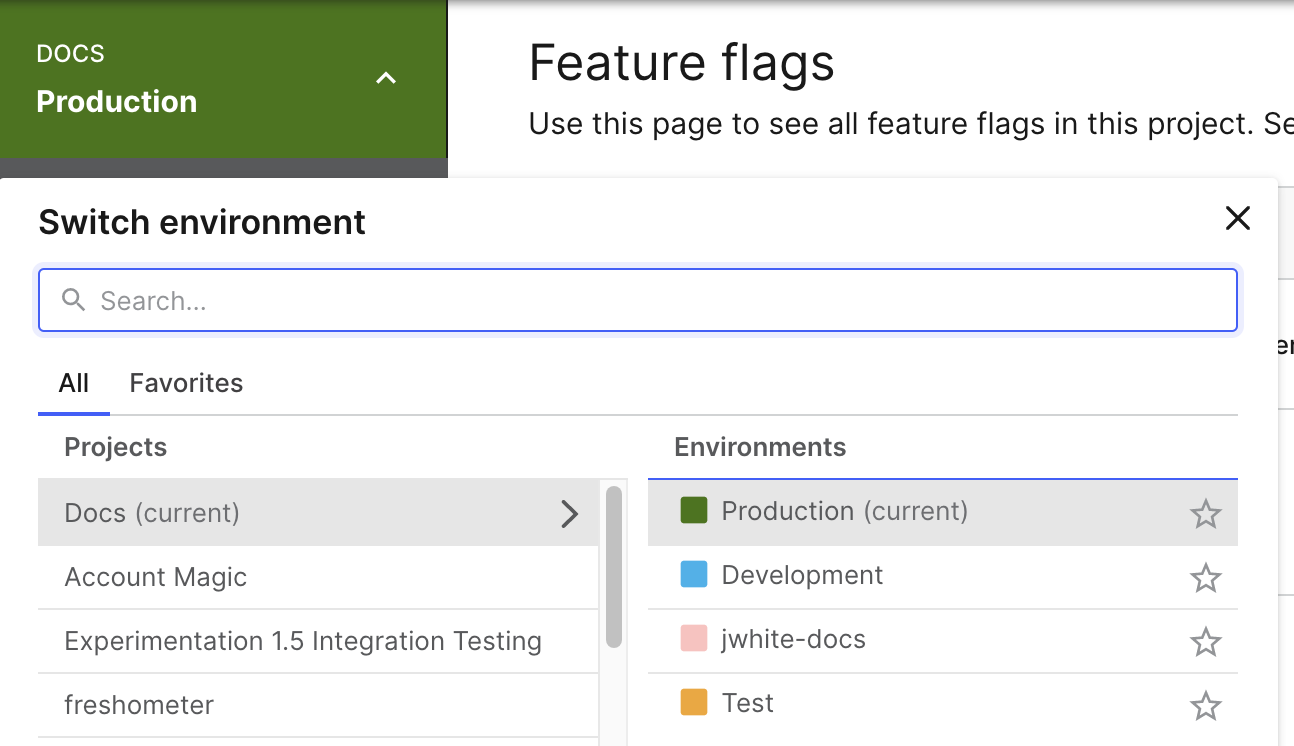 DOCS
Production
Feature flags
Use this page to see all feature flags in this project.
Switch environment
Search...
All Favorites
Projects
Docs (current)
Account Magic
Experimentation 1.5 Integration Testing
freshometer
Environments
Production (current)
Development
jwhite-docs
Test